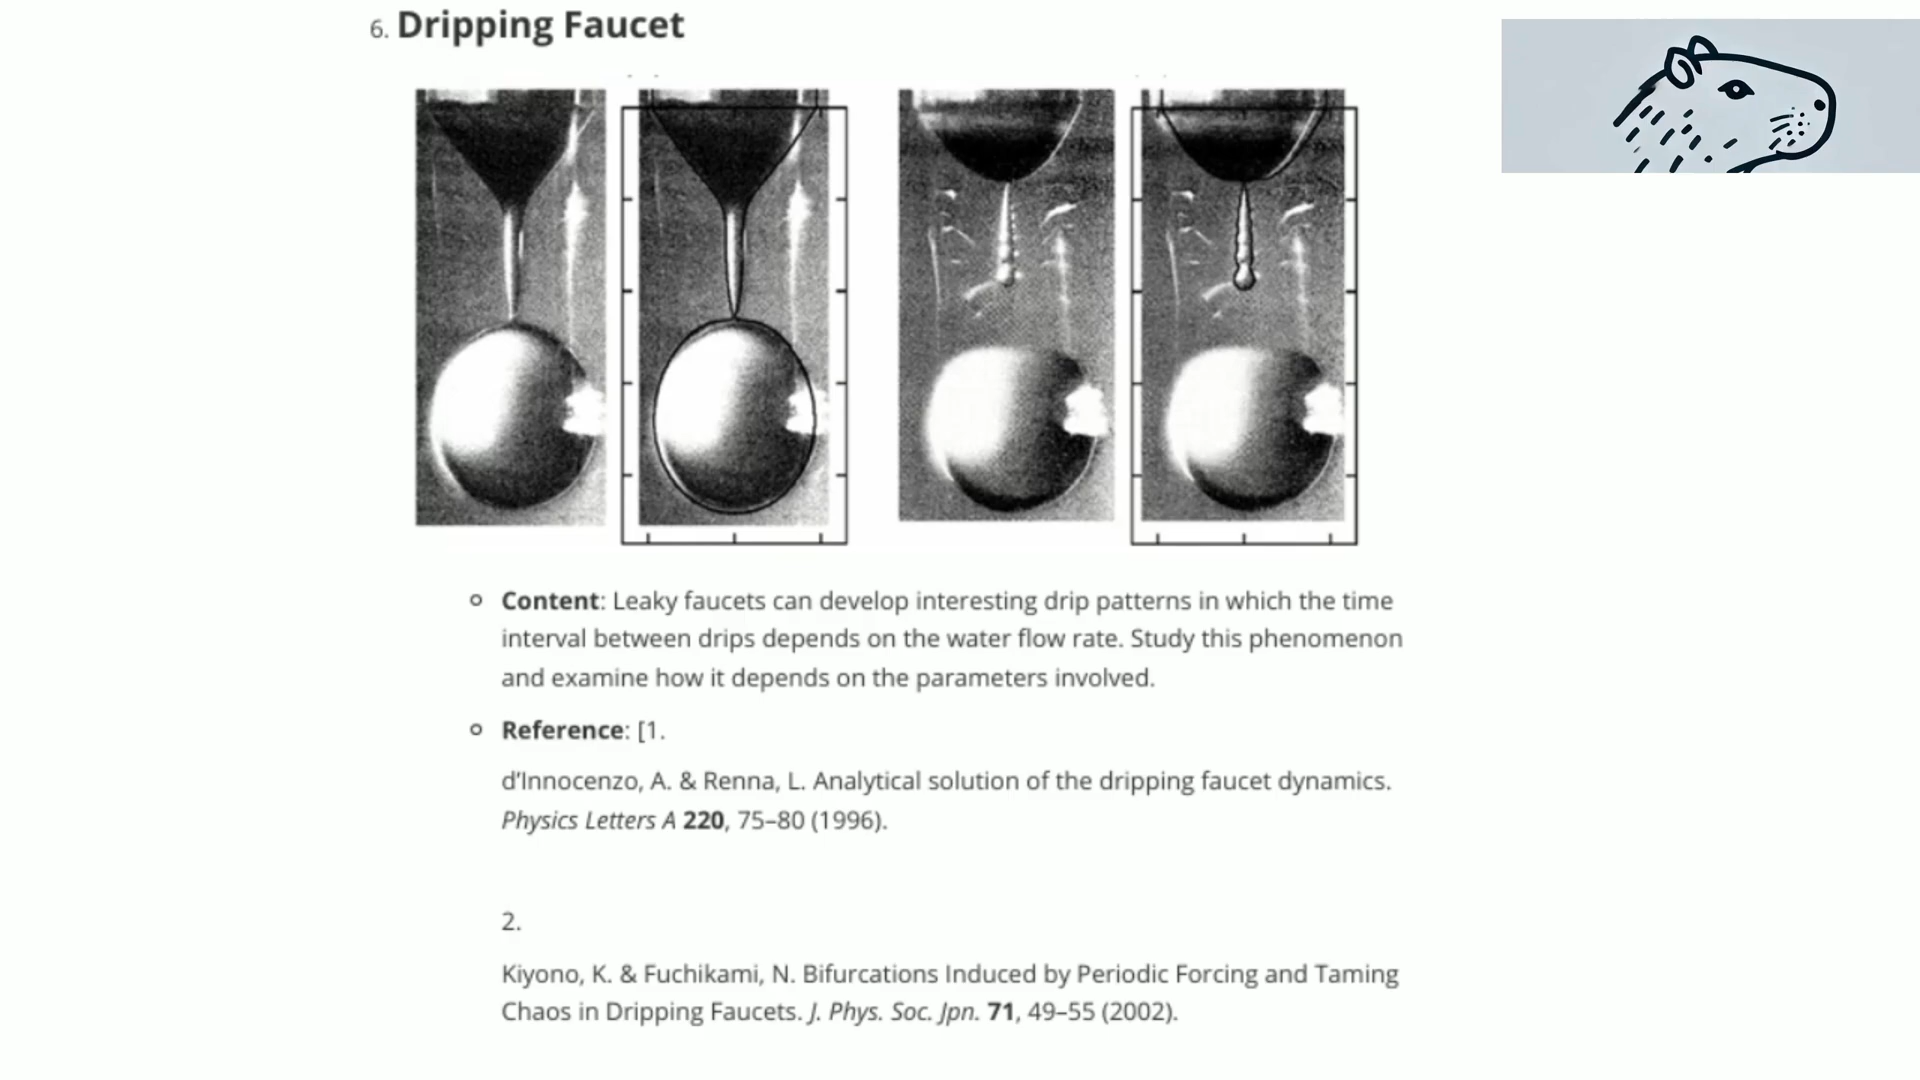 6. Dripping Faucet
Content: Leaky faucets can develop interesting drip patterns in which the time
interval between drips depends on the water flow rate. Study this phenomenon
and examine how it depends on the parameters involved.
Reference: [1.
d'Innocenzo, A. & Renna, L. Analytical solution of the dripping faucet dynamics.
Physics Letters A 220, 75–80 (1996).
2.
Kiyono, K. & Fuchikami, N. Bifurcations Induced by Periodic Forcing and Taming
Chaos in Dripping Faucets. J. Phys. Soc. Jpn. 71, 49–55 (2002).